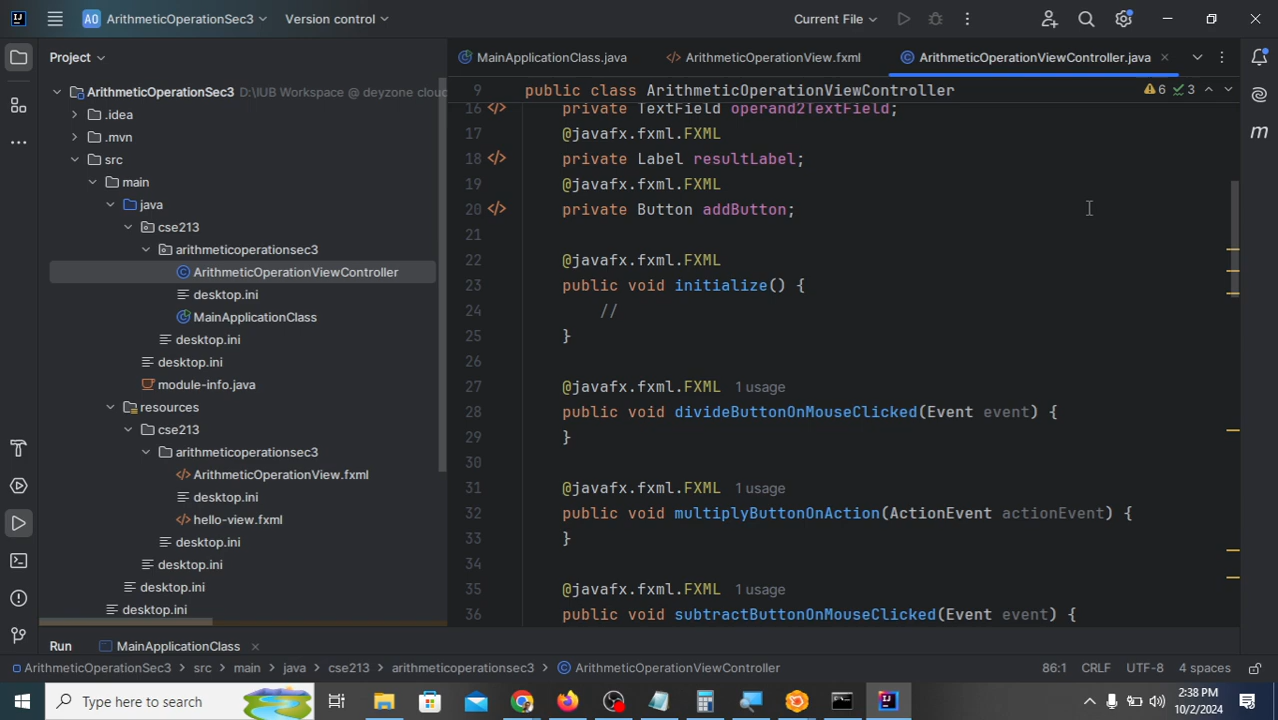 AO ArithmeticOperationSec3 Version control Current File
Project
MainApplicationClass.java ArithmeticOperationView.fxml ArithmeticOperationViewController.java
ArithmeticOperationSec3 D:\IUB Workspace @ deyzone cloud
.idea
.mvn
src
main
java
cse213
arithmeticoperationsec3
ArithmeticOperationViewController
desktop.ini
MainApplicationClass
desktop.ini
desktop.ini
module-info.java
resources
cse213
arithmeticoperationsec3
ArithmeticOperationView.fxml
desktop.ini
hello-view.fxml
desktop.ini
desktop.ini
desktop.ini
desktop.ini
9 public class ArithmeticOperationViewController 6 3
16 private TextField operand2TextField;
17 @javafx.fxml.FXML
18 private Label resultLabel;
19 @javafx.fxml.FXML
20 private Button addButton;
21
22 @javafx.fxml.FXML
23 public void initialize() {
24 //
25 }
26
27 @javafx.fxml.FXML 1 usage
28 public void divideButtonOnMouseClicked(Event event) {
29 }
30
31 @javafx.fxml.FXML 1 usage
32 public void multiplyButtonOnAction(ActionEvent actionEvent) {
33 }
34
35 @javafx.fxml.FXML 1 usage
36 public void subtractButtonOnMouseClicked(Event event) {
Run MainApplicationClass
ArithmeticOperationSec3 > src > main > java > cse213 > arithmeticoperationsec3 > ArithmeticOperationViewController 86:1 CRLF UTF-8 4 spaces
Type here to search
2:38 PM
10/2/2024